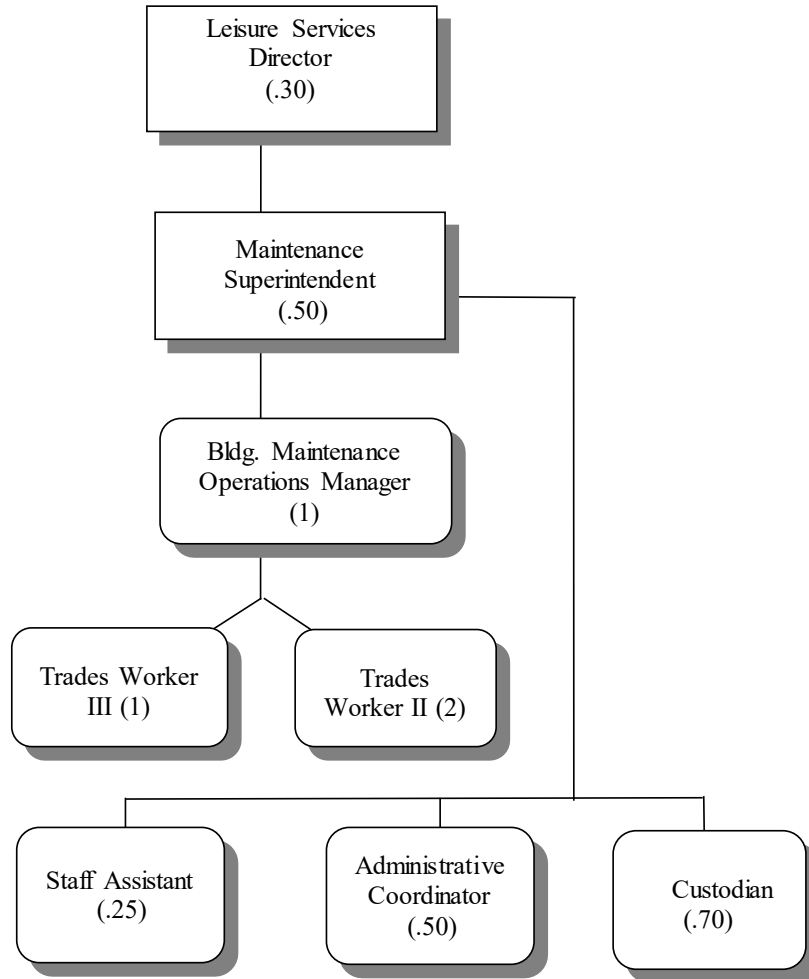 Leisure Services
Director
(.30)
Maintenance
Superintendent
(.50)
Bldg. Maintenance
Operations Manager
(1)
Trades Worker
III (1)
Trades
Worker II (2)
Staff Assistant
(.25)
Administrative
Coordinator
(.50)
Custodian
(.70)